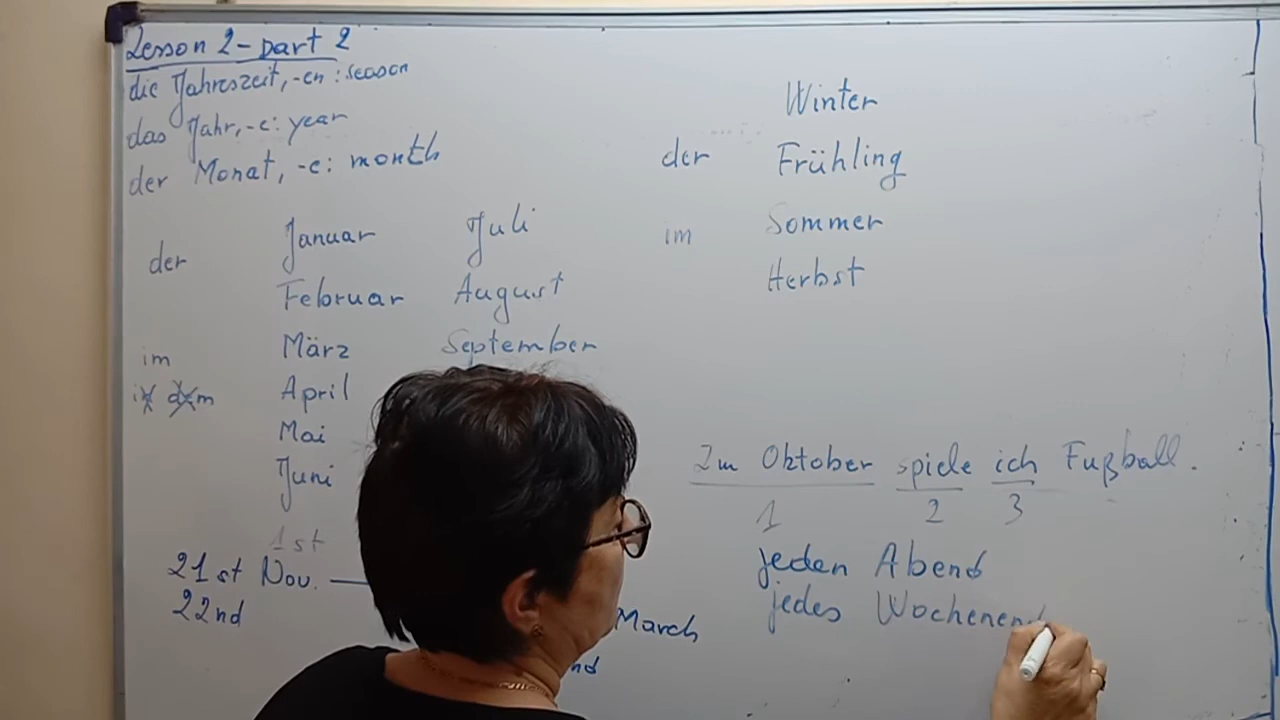 Lesson 2 - part 2
die Jahreszeit, -en : season
das Jahr, -e: year
der Monat, -e: month
der
im
Januar
Februar
März
April
Mai
Juni
Juli
August
September
1st
21st Nov. —
22nd
March
nd
Winter
der Frühling
im Sommer
Herbst
Im Oktober spiele ich Fußball.
1 2 3
jeden Abend
jedes Wochenend